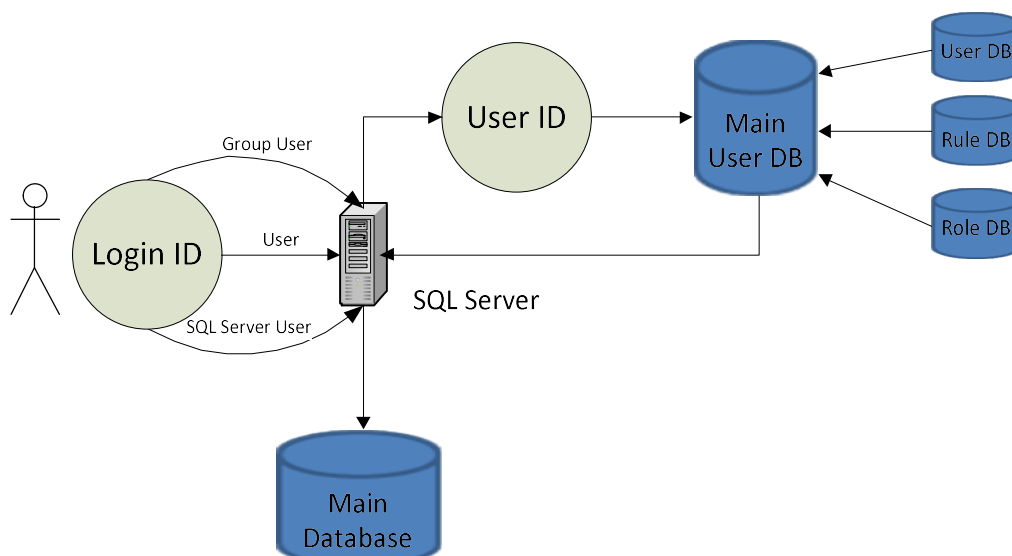 User DB
User ID
Main
User DB
Rule DB
Group User
Role DB
Login ID
User
SQL Server
SQL Server User
Main
Database